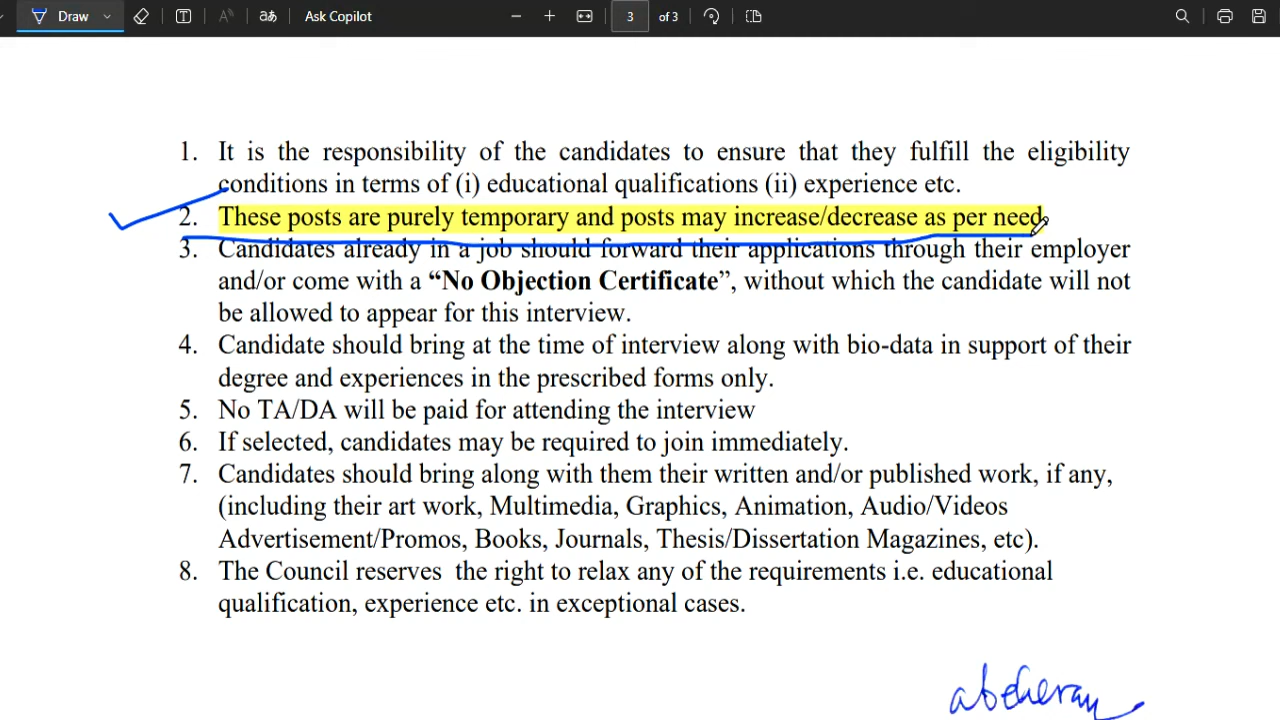 Draw
Ask Copilot
3 of 3
1. It is the responsibility of the candidates to ensure that they fulfill the eligibility
conditions in terms of (i) educational qualifications (ii) experience etc.
2. These posts are purely temporary and posts may increase/decrease as per need.
3. Candidates already in a job should forward their applications through their employer
and/or come with a “No Objection Certificate”, without which the candidate will not
be allowed to appear for this interview.
4. Candidate should bring at the time of interview along with bio-data in support of their
degree and experiences in the prescribed forms only.
5. No TA/DA will be paid for attending the interview
6. If selected, candidates may be required to join immediately.
7. Candidates should bring along with them their written and/or published work, if any,
(including their art work, Multimedia, Graphics, Animation, Audio/Videos
Advertisement/Promos, Books, Journals, Thesis/Dissertation Magazines, etc).
8. The Council reserves the right to relax any of the requirements i.e. educational
qualification, experience etc. in exceptional cases.